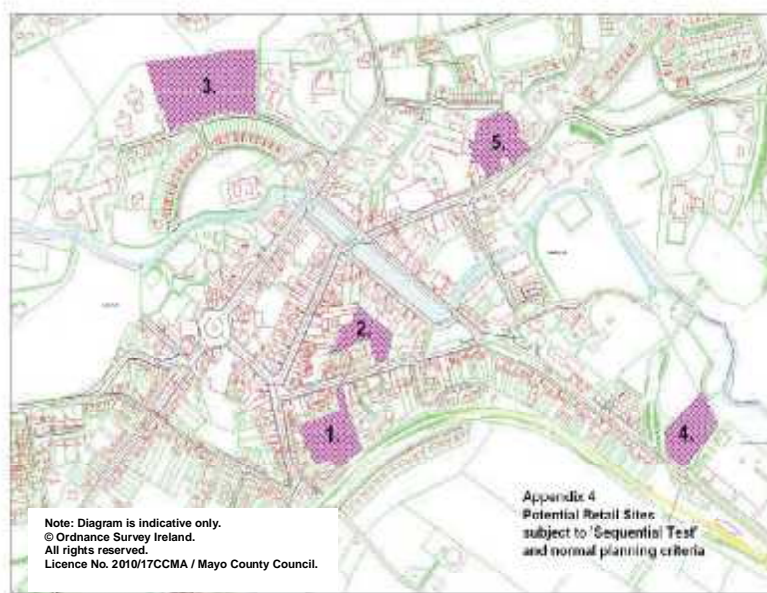 3.
5.
2.
1.
4.
Appendix 4
Potential Retail Sites
subject to 'Sequential Test'
and normal planning criteria
Note: Diagram is indicative only.
© Ordnance Survey Ireland.
All rights reserved.
Licence No. 2010/17CCMA / Mayo County Council.